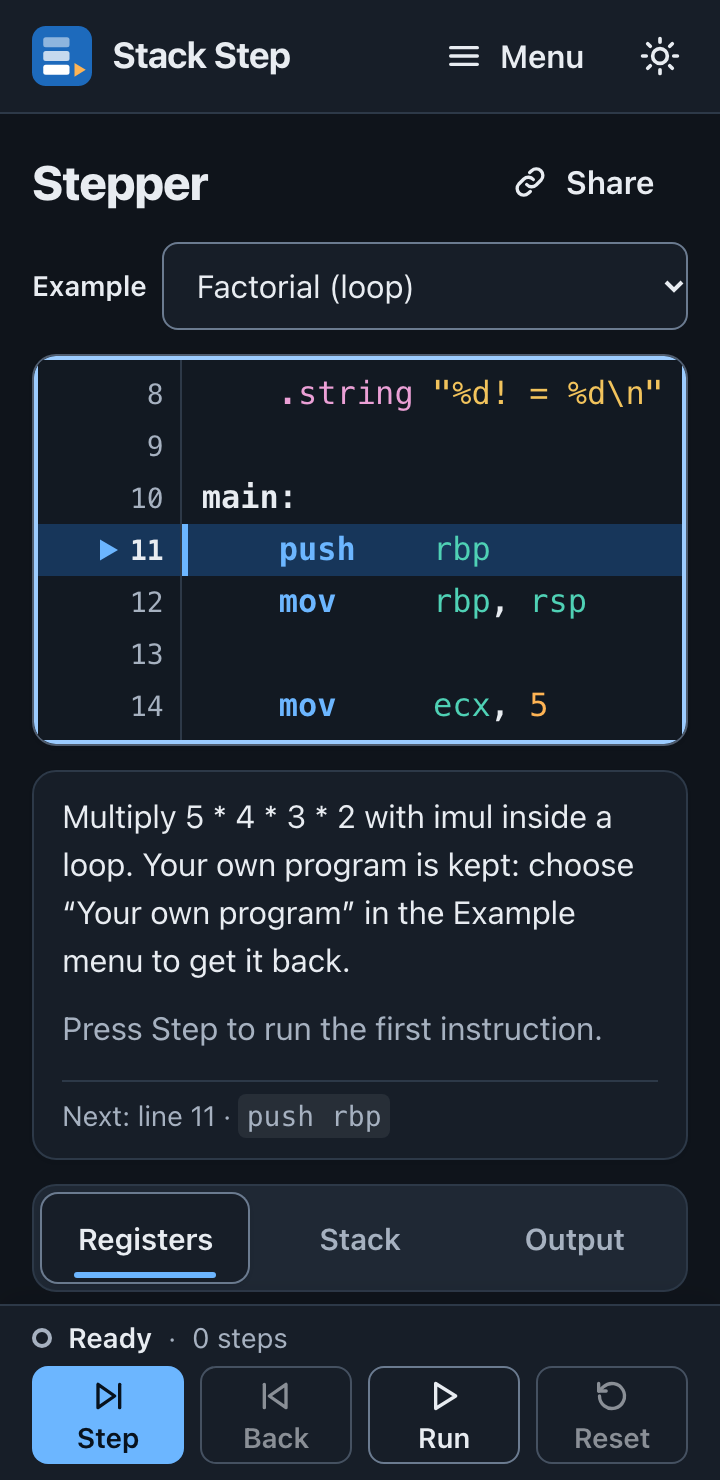 Stack Step
Menu
Stepper
Share
Example
Factorial (loop)
8 .string "%d! = %d\n"
9
10 main:
11 push rbp
12 mov rbp, rsp
13
14 mov ecx, 5
Multiply 5 * 4 * 3 * 2 with imul inside a
loop. Your own program is kept: choose
“Your own program” in the Example
menu to get it back.
Press Step to run the first instruction.
Next: line 11 · push rbp
Registers Stack Output
Ready · 0 steps
Step Back Run Reset